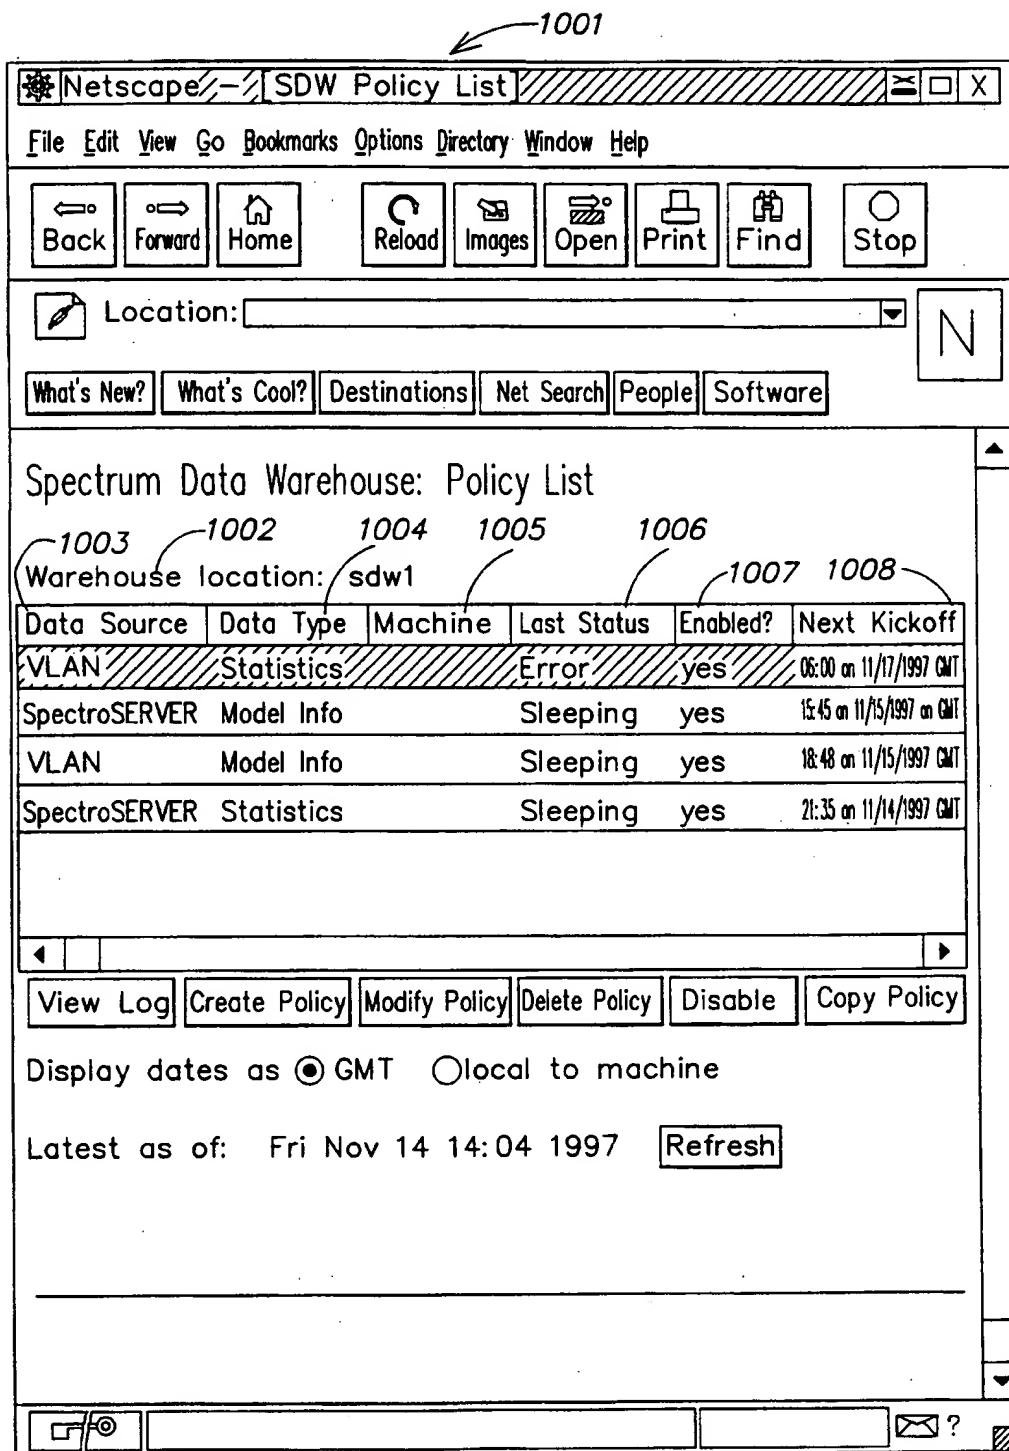 1001
Netscape - [SDW Policy List] X
File Edit View Go Bookmarks Options Directory Window Help
Back Forward Home Reload Images Open Print Find Stop
Location: N
What's New? What's Cool? Destinations Net Search People Software
Spectrum Data Warehouse: Policy List
1003 1002 1004 1005 1006 1007 1008
Warehouse location: sdw1
Data Source Data Type Machine Last Status Enabled? Next Kickoff
VLAN Statistics Error yes 06:00 on 11/17/1997 GMT
SpectroSERVER Model Info Sleeping yes 15:45 on 11/15/1997 on GMT
VLAN Model Info Sleeping yes 18:48 on 11/15/1997 GMT
SpectroSERVER Statistics Sleeping yes 21:35 on 11/14/1997 GMT
View Log Create Policy Modify Policy Delete Policy Disable Copy Policy
Display dates as GMT local to machine
Latest as of: Fri Nov 14 14:04 1997 Refresh
?